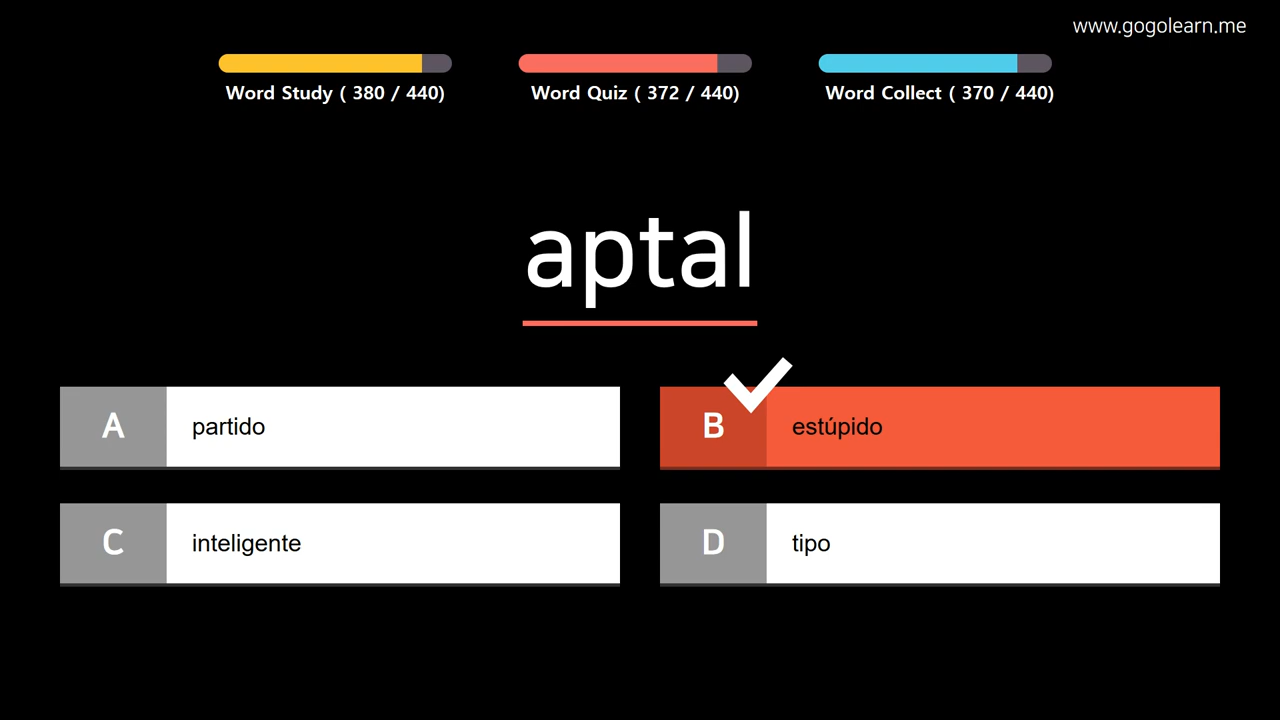 www.gogolearn.me
Word Study ( 380 / 440)
Word Quiz ( 372 / 440)
Word Collect ( 370 / 440)
aptal
A partido
B estúpido
C inteligente
D tipo